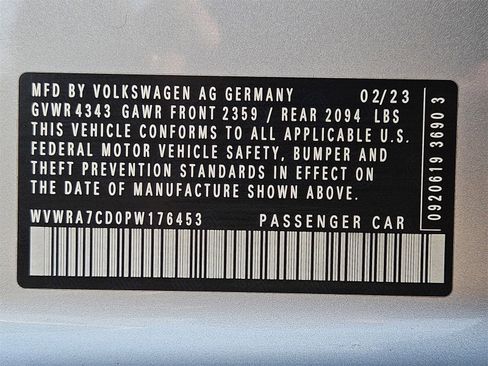 MFD BY VOLKSWAGEN AG GERMANY 02/23
GVWR 4343 GAWR FRONT 2359 / REAR 2094 LBS
THIS VEHICLE CONFORMS TO ALL APPLICABLE U.S.
FEDERAL MOTOR VEHICLE SAFETY, BUMPER AND
THEFT PREVENTION STANDARDS IN EFFECT ON
THE DATE OF MANUFACTURE SHOWN ABOVE.
WVWRA7CD0PW176453 PASSENGER CAR
0920619 3690 3